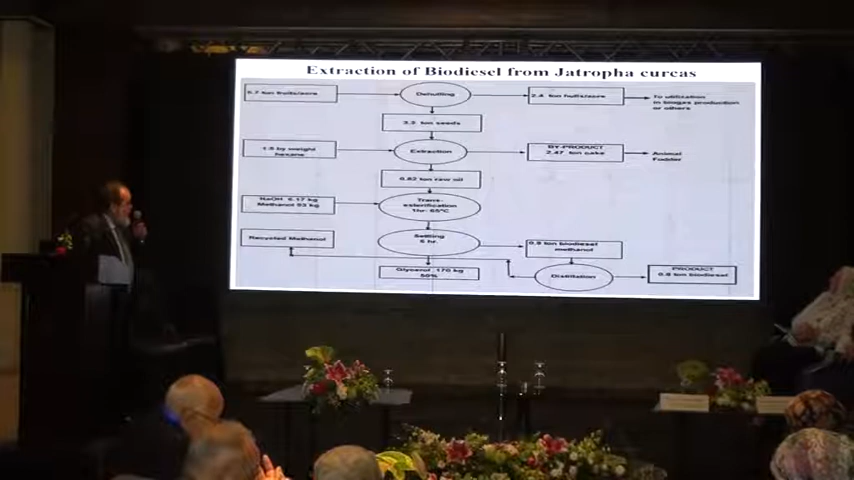 Extraction of Biodiesel from Jatropha curcas
5.7 ton fruits/acre
Dehulling
2.4 ton hulls/acre
To utilization
in biogas production
or others
3.3 ton seeds
1:5 by weight
hexane
Extraction
BY-PRODUCT
2.47 ton cake
Animal
Fodder
0.82 ton raw oil
NaOH 6.17 kg
Methanol 93 kg
Trans-
esterification
1hr- 65°C
Recycled Methanol
Settling
6 hr.
0.9 ton biodiesel
methanol
Glycerol 170 kg
50%
Distillation
PRODUCT
0.8 ton biodiesel